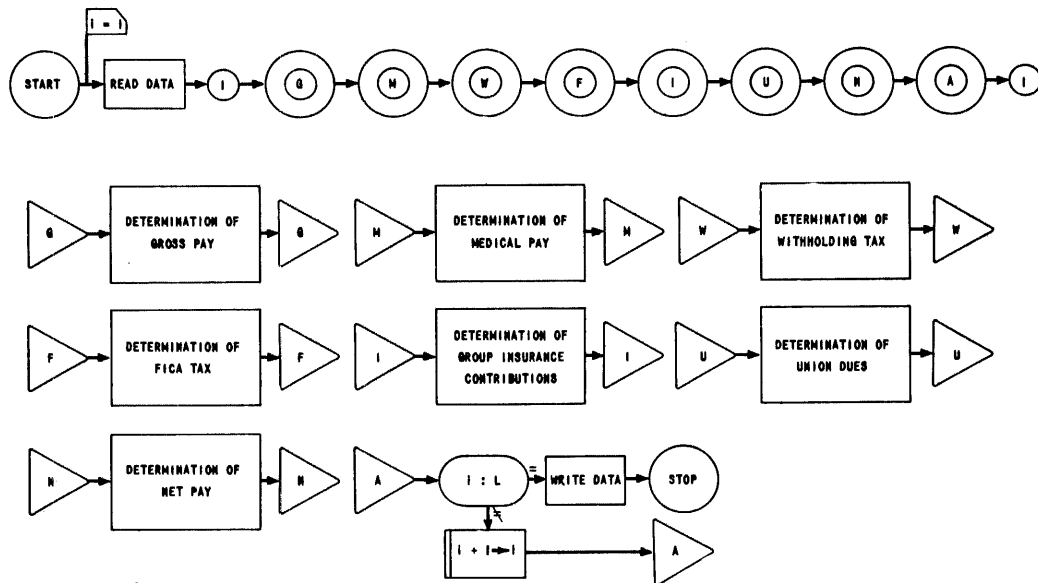 i = 1
START
READ DATA
1
G
M
W
F
I
U
N
A
1
G
DETERMINATION OF
GROSS PAY
G
M
DETERMINATION OF
MEDICAL PAY
M
W
DETERMINATION OF
WITHHOLDING TAX
W
F
DETERMINATION OF
FICA TAX
F
I
DETERMINATION OF
GROUP INSURANCE
CONTRIBUTIONS
I
U
DETERMINATION OF
UNION DUES
U
N
DETERMINATION OF
NET PAY
N
A
i : L
=
WRITE DATA
STOP
≠
i + 1→i
A